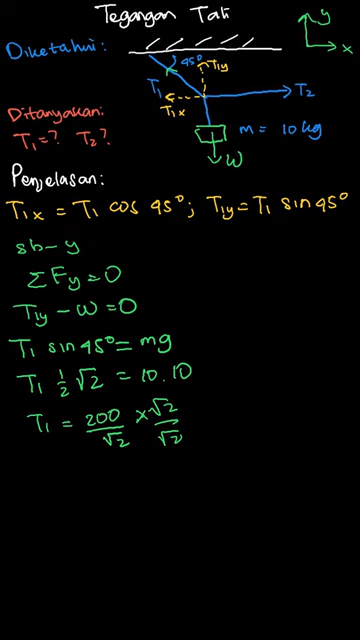 Tegangan Tali
Diketahui:
45°
T₁y
T₁
T₁x
T₂
y
x
m = 10 kg
W
Ditanyakan:
T₁=? T₂?
Penjelasan:
T₁x = T₁ cos 45°; T₁y = T₁ sin 45°
sb-y
ΣFy = 0
T₁y - W = 0
T₁ sin 45° = mg
T₁ ½ √2 = 10.10
T₁ = 200/√2 × √2/√2